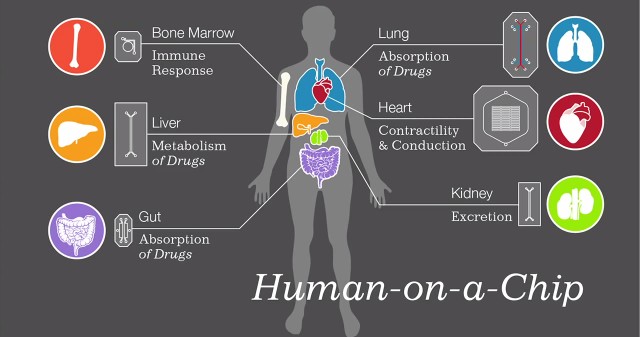 Bone Marrow
Immune
Response
Liver
Metabolism
of Drugs
Gut
Absorption
of Drugs
Lung
Absorption
of Drugs
Heart
Contractility
& Conduction
Kidney
Excretion
Human-on-a-Chip